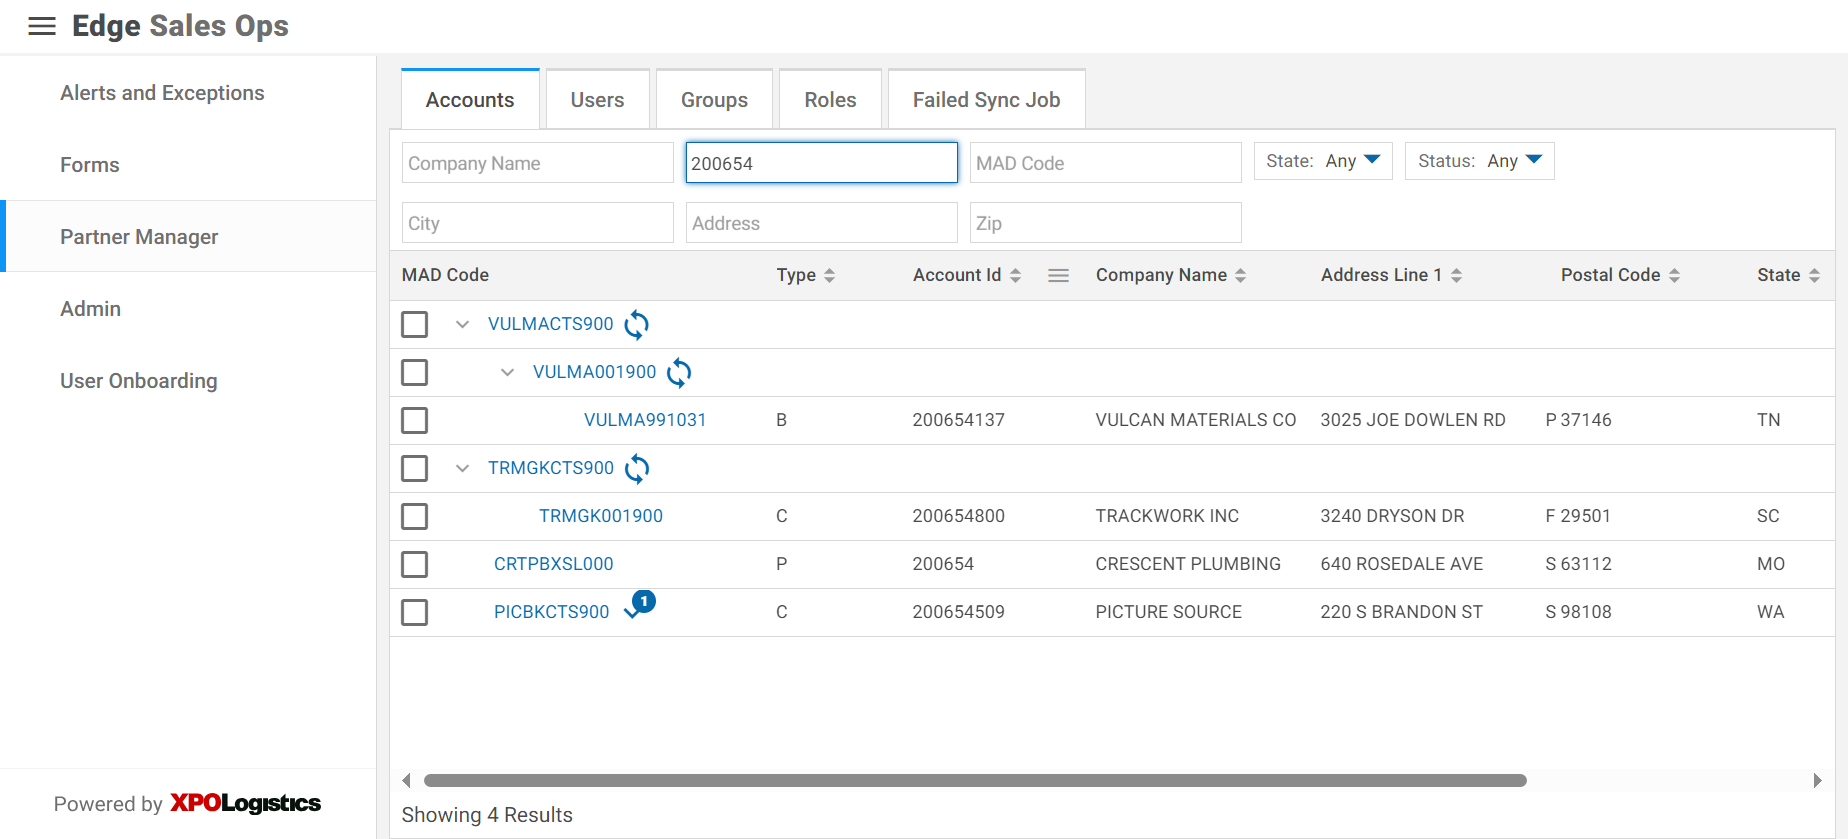 Edge Sales Ops
Alerts and Exceptions
Forms
Partner Manager
Admin
User Onboarding
Powered by XPOLogistics
Accounts Users Groups Roles Failed Sync Job
Company Name 200654 MAD Code State: Any Status: Any
City Address Zip
MAD Code Type Account Id Company Name Address Line 1 Postal Code State
VULMACTS900
VULMA001900
VULMA991031 B 200654137 VULCAN MATERIALS CO 3025 JOE DOWLEN RD P 37146 TN
TRMGKCTS900
TRMGK001900 C 200654800 TRACKWORK INC 3240 DRYSON DR F 29501 SC
CRTPBXSL000 P 200654 CRESCENT PLUMBING 640 ROSEDALE AVE S 63112 MO
PICBKCTS900 1 C 200654509 PICTURE SOURCE 220 S BRANDON ST S 98108 WA
Showing 4 Results